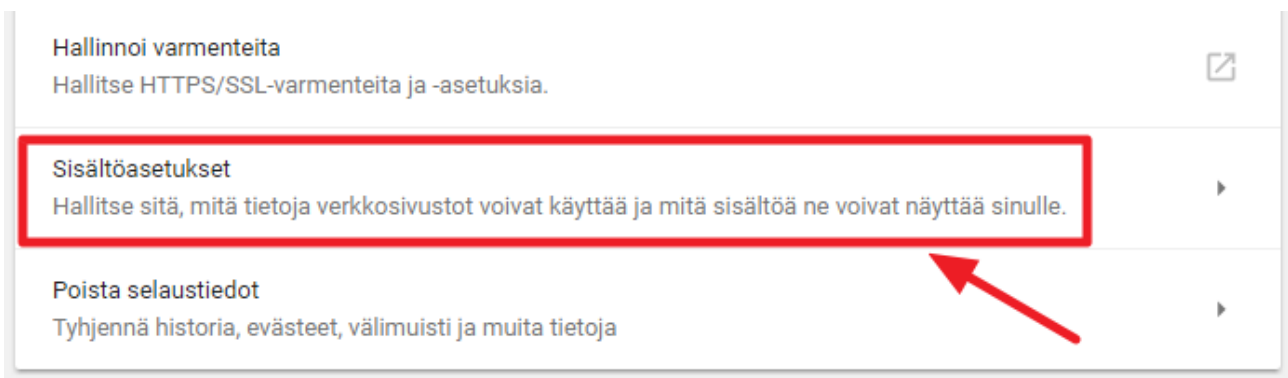 Hallinnoi varmenteita
Hallitse HTTPS/SSL-varmenteita ja -asetuksia.
Sisältöasetukset
Hallitse sitä, mitä tietoja verkkosivustot voivat käyttää ja mitä sisältöä ne voivat näyttää sinulle.
Poista selaustiedot
Tyhjennä historia, evästeet, välimuisti ja muita tietoja